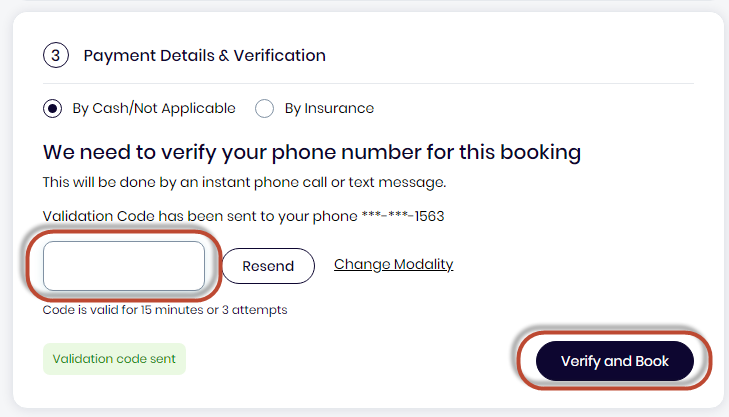 3 Payment Details & Verification
By Cash/Not Applicable By Insurance
We need to verify your phone number for this booking
This will be done by an instant phone call or text message.
Validation Code has been sent to your phone ***-***-1563
Resend Change Modality
Code is valid for 15 minutes or 3 attempts
Validation code sent
Verify and Book